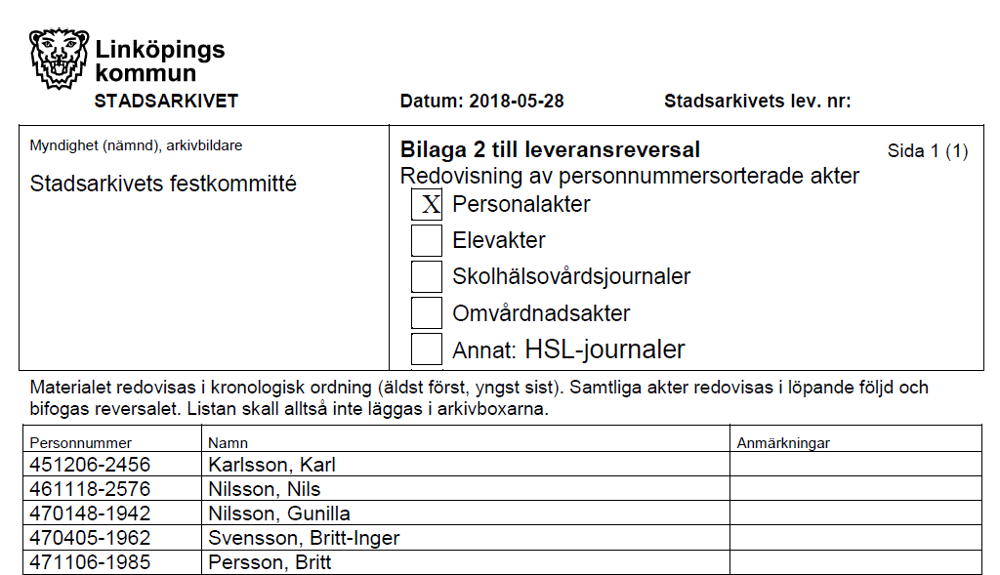 Linköpings
kommun
STADSARKIVET
Datum: 2018-05-28
Stadsarkivets lev. nr:
Myndighet (nämnd), arkivbildare
Stadsarkivets festkommitté
Bilaga 2 till leveransreversal
Sida 1 (1)
Redovisning av personnummersorterade akter
X Personalakter
Elevakter
Skolhälsovårdsjournaler
Omvårdnadsakter
Annat: HSL-journaler
Materialet redovisas i kronologisk ordning (äldst först, yngst sist). Samtliga akter redovisas i löpande följd och
bifogas reversalet. Listan skall alltså inte läggas i arkivboxarna.
Personnummer Namn Anmärkningar
451206-2456 Karlsson, Karl
461118-2576 Nilsson, Nils
470148-1942 Nilsson, Gunilla
470405-1962 Svensson, Britt-Inger
471106-1985 Persson, Britt